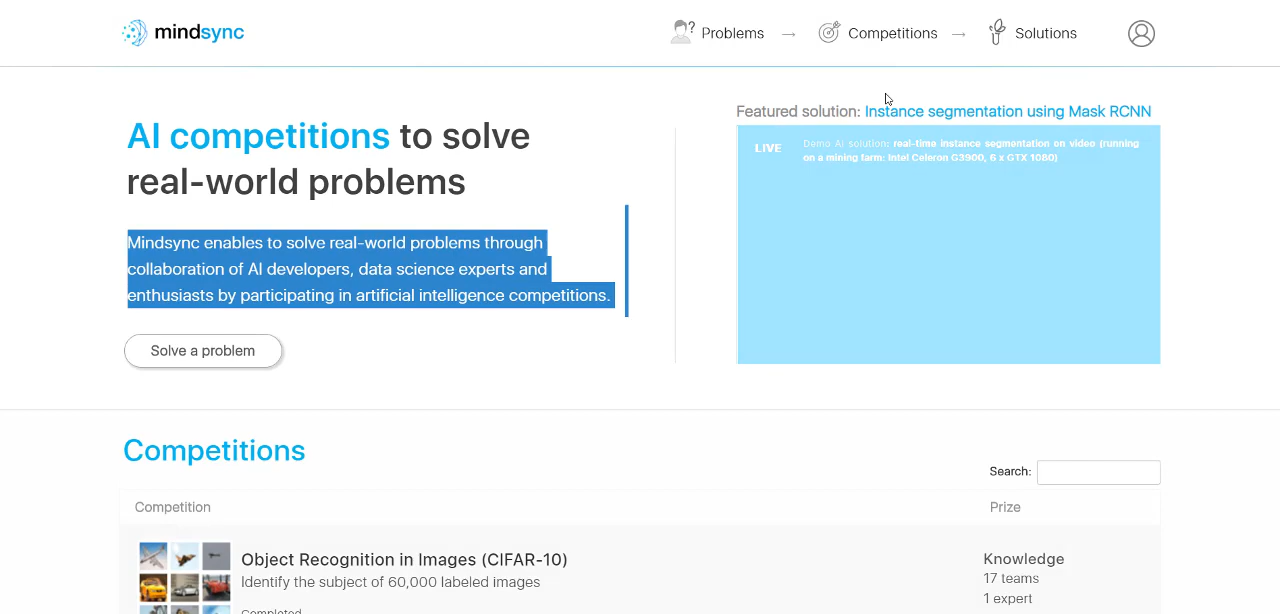 mindsync
Problems → Competitions → Solutions
AI competitions to solve
real-world problems
Mindsync enables to solve real-world problems through
collaboration of AI developers, data science experts and
enthusiasts by participating in artificial intelligence competitions.
Solve a problem
Featured solution: Instance segmentation using Mask RCNN
LIVE
Demo AI solution: real-time instance segmentation on video (running
on a mining farm: Intel Celeron G3900, 6 x GTX 1080)
Competitions
Search:
Competition Prize
Object Recognition in Images (CIFAR-10)
Identify the subject of 60,000 labeled images
Completed
Knowledge
17 teams
1 expert